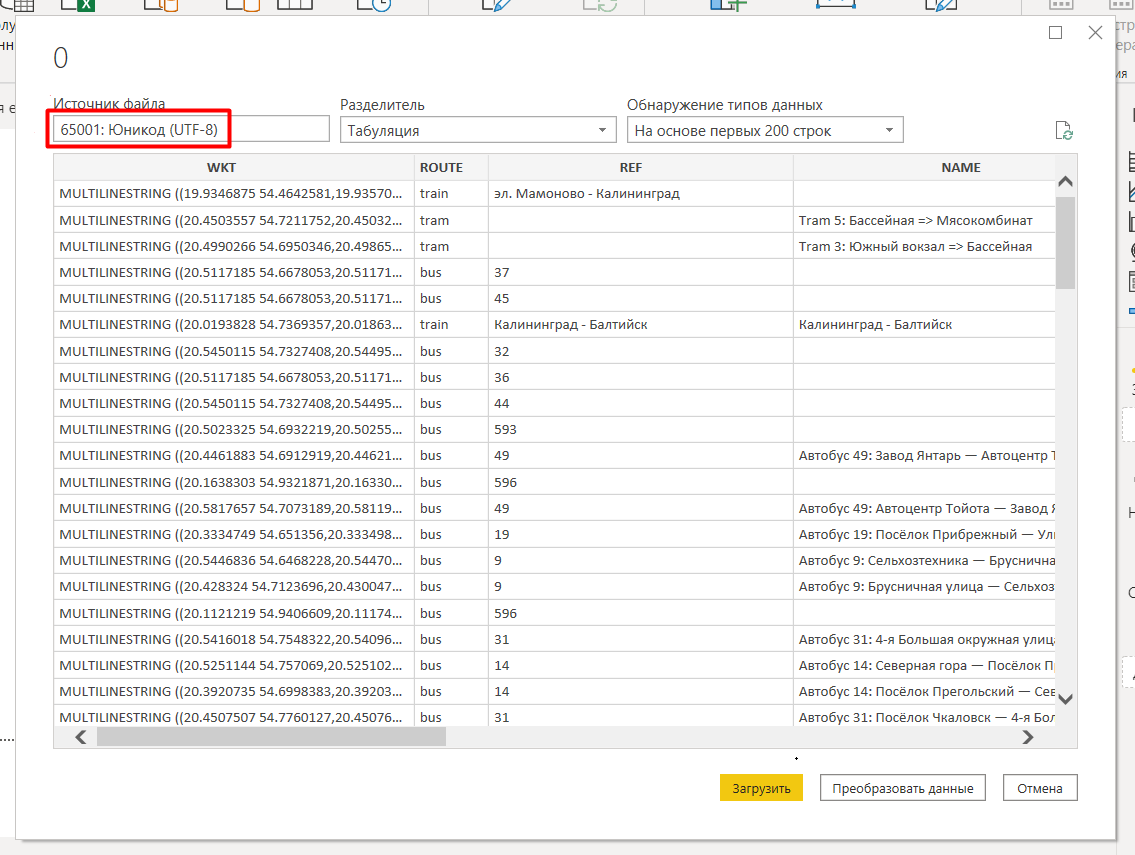 0
Источник файла
Разделитель
Обнаружение типов данных
65001: Юникод (UTF-8)
Табуляция
На основе первых 200 строк
WKT ROUTE REF NAME
MULTILINESTRING ((19.9346875 54.4642581,19.93570... train эл. Мамоново - Калининград
MULTILINESTRING ((20.4503557 54.7211752,20.45032... tram Tram 5: Бассейная => Мясокомбинат
MULTILINESTRING ((20.4990266 54.6950346,20.49865... tram Tram 3: Южный вокзал => Бассейная
MULTILINESTRING ((20.5117185 54.6678053,20.51171... bus 37
MULTILINESTRING ((20.5117185 54.6678053,20.51171... bus 45
MULTILINESTRING ((20.0193828 54.7369357,20.01863... train Калининград - Балтийск Калининград - Балтийск
MULTILINESTRING ((20.5450115 54.7327408,20.54495... bus 32
MULTILINESTRING ((20.5117185 54.6678053,20.51171... bus 36
MULTILINESTRING ((20.5450115 54.7327408,20.54495... bus 44
MULTILINESTRING ((20.5023325 54.6932219,20.50255... bus 593
MULTILINESTRING ((20.4461883 54.6912919,20.44621... bus 49 Автобус 49: Завод Янтарь — Автоцентр Т
MULTILINESTRING ((20.1638303 54.9321871,20.16330... bus 596
MULTILINESTRING ((20.5817657 54.7073189,20.58119... bus 49 Автобус 49: Автоцентр Тойота — Завод Я
MULTILINESTRING ((20.3334749 54.651356,20.333498... bus 19 Автобус 19: Посёлок Прибрежный — Ул
MULTILINESTRING ((20.5446836 54.6468228,20.54470... bus 9 Автобус 9: Сельхозтехника — Бруснична
MULTILINESTRING ((20.428324 54.7123696,20.430047... bus 9 Автобус 9: Брусничная улица — Сельхоз
MULTILINESTRING ((20.1121219 54.9406609,20.11174... bus 596
MULTILINESTRING ((20.5416018 54.7548322,20.54096... bus 31 Автобус 31: 4-я Большая окружная улиц
MULTILINESTRING ((20.5251144 54.757069,20.525102... bus 14 Автобус 14: Северная гора — Посёлок П
MULTILINESTRING ((20.3920735 54.6998383,20.39203... bus 14 Автобус 14: Посёлок Прегольский — Сев
MULTILINESTRING ((20.4507507 54.7760127,20.45076... bus 31 Автобус 31: Посёлок Чкаловск — 4-я Бол
Загрузить
Преобразовать данные
Отмена